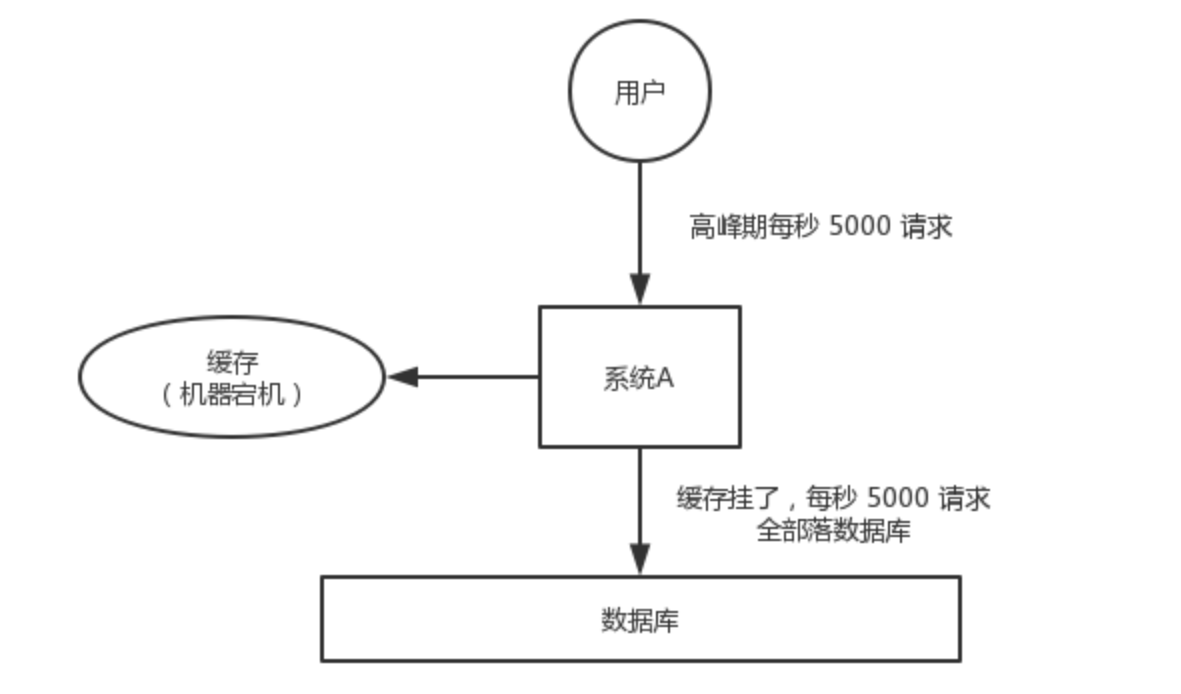 用户
高峰期每秒 5000 请求
缓存
（机器宕机）
系统A
缓存挂了，每秒 5000 请求
全部落数据库
数据库